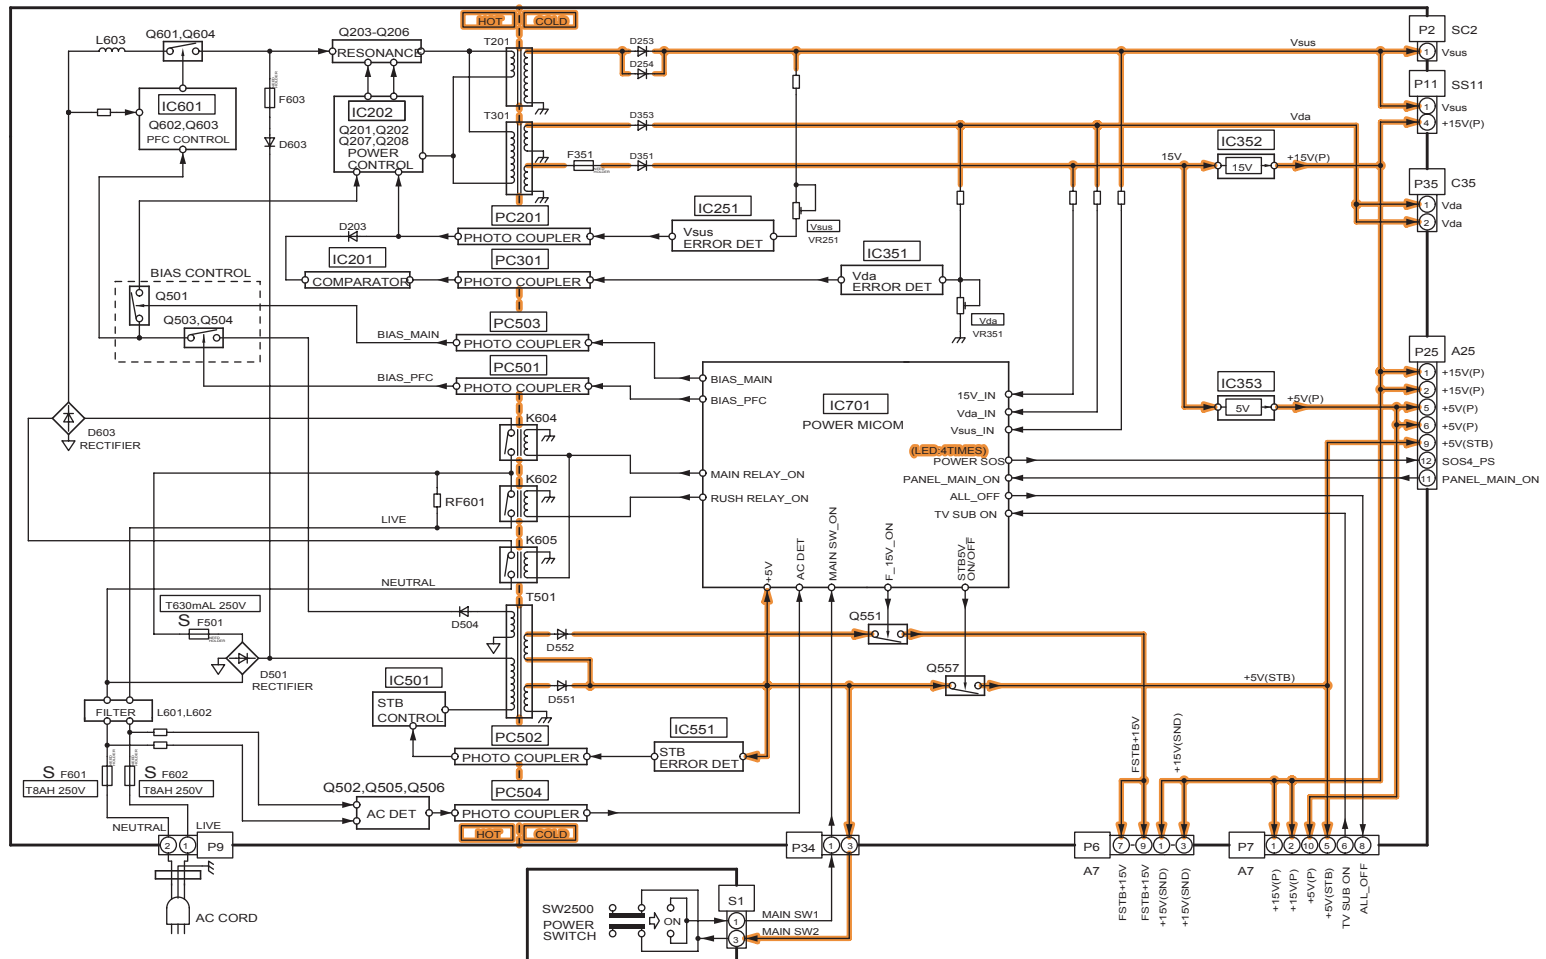 HOT
COLD
L603
Q601,Q604
Q203-Q206
RESONANCE
T201
D253
D254
Vsus
P2
SC2
1
Vsus
P11
SS11
1
Vsus
4
+15V(P)
IC601
Q602,Q603
PFC CONTROL
F603
NEED
HOLDER
D603
IC202
Q201,Q202
Q207,Q208
POWER
CONTROL
T301
D353
Vda
F351
NEED
HOLDER
D351
15V
IC352
15V
+15V(P)
P35
C35
1
Vda
2
Vda
PC201
PHOTO COUPLER
IC251
Vsus
ERROR DET
Vsus
VR251
D203
IC201
COMPARATOR
PC301
PHOTO COUPLER
IC351
Vda
ERROR DET
Vda
VR351
BIAS CONTROL
Q501
Q503,Q504
BIAS_MAIN
PC503
PHOTO COUPLER
BIAS_PFC
PC501
PHOTO COUPLER
P25
A25
1
+15V(P)
2
+15V(P)
5
+5V(P)
6
+5V(P)
9
+5V(STB)
12
SOS4_PS
11
PANEL_MAIN_ON
IC353
5V
+5V(P)
BIAS_MAIN
BIAS_PFC
IC701
POWER MICOM
15V_IN
Vda_IN
Vsus_IN
(LED:4TIMES)
POWER SOS
PANEL_MAIN_ON
ALL_OFF
TV SUB ON
MAIN RELAY_ON
RUSH RELAY_ON
+5V
AC DET
MAIN SW_ON
F_15V_ON
STB5V
ON/OFF
D603
RECTIFIER
K604
K602
RF601
LIVE
K605
NEUTRAL
T501
T630mAL 250V
S F501
NEED
HOLDER
D504
D501
RECTIFIER
D552
D551
Q551
Q557
+5V(STB)
IC501
STB
CONTROL
FILTER
L601,L602
PC502
PHOTO COUPLER
IC551
STB
ERROR DET
NEED
HOLDER
NEED
HOLDER
S F601
T8AH 250V
S F602
T8AH 250V
Q502,Q505,Q506
AC DET
PC504
PHOTO COUPLER
FSTB+15V
+15V(SND)
HOT
COLD
NEUTRAL
LIVE
2
1
P9
AC CORD
P34
1
3
P6
7
9
1
3
A7
FSTB+15V
FSTB+15V
+15V(SND)
+15V(SND)
P7
1
2
10
5
6
8
A7
+15V(P)
+15V(P)
+5V(P)
+5V(STB)
TV SUB ON
ALL_OFF
SW2500
POWER
SWITCH
ON
S1
1
MAIN SW1
3
MAIN SW2